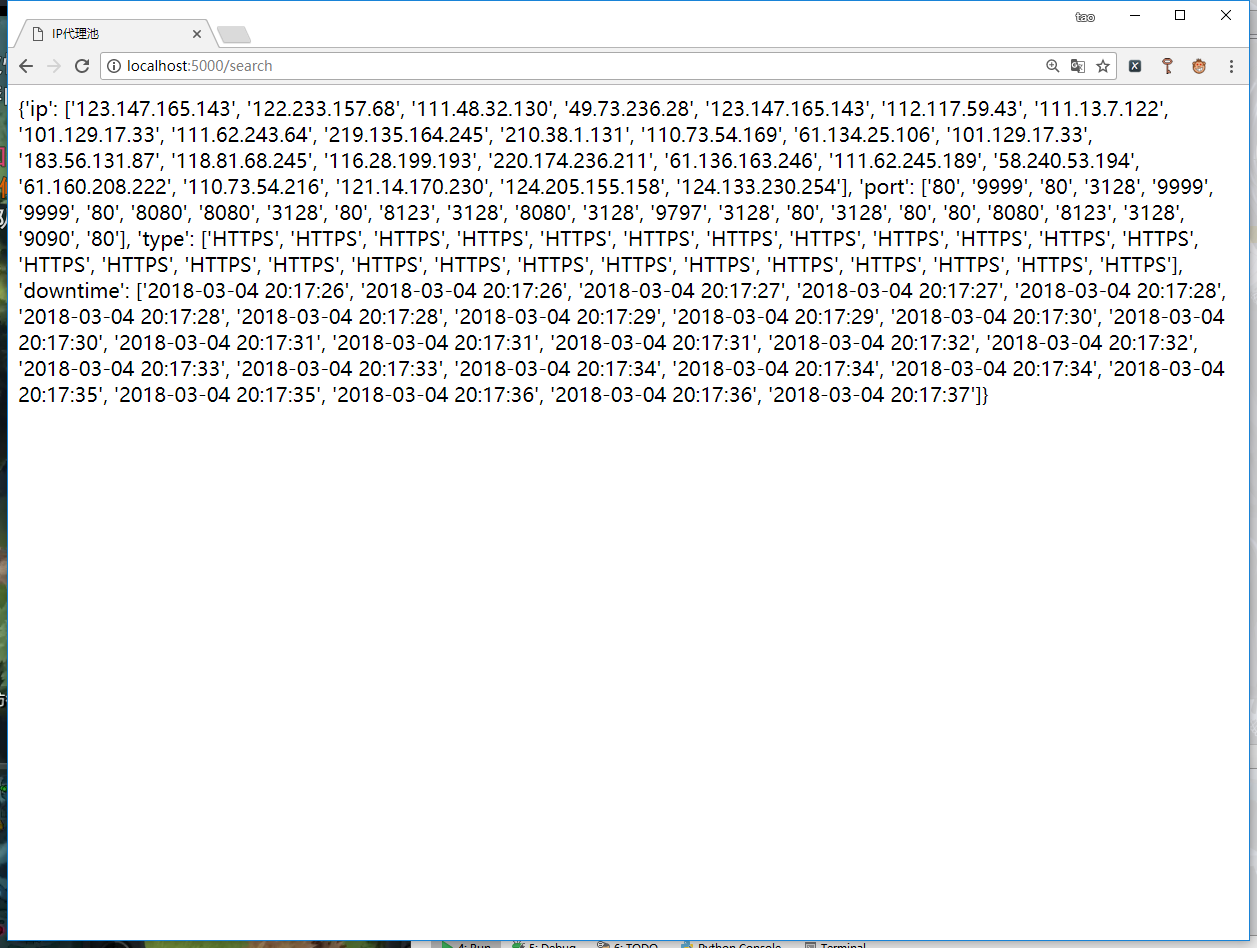 tao
IP代理池
localhost:5000/search
{'ip': ['123.147.165.143', '122.233.157.68', '111.48.32.130', '49.73.236.28', '123.147.165.143', '112.117.59.43', '111.13.7.122',
'101.129.17.33', '111.62.243.64', '219.135.164.245', '210.38.1.131', '110.73.54.169', '61.134.25.106', '101.129.17.33',
'183.56.131.87', '118.81.68.245', '116.28.199.193', '220.174.236.211', '61.136.163.246', '111.62.245.189', '58.240.53.194',
'61.160.208.222', '110.73.54.216', '121.14.170.230', '124.205.155.158', '124.133.230.254'], 'port': ['80', '9999', '80', '3128', '9999',
'9999', '80', '8080', '8080', '3128', '80', '8123', '3128', '8080', '3128', '9797', '3128', '80', '3128', '80', '80', '8080', '8123', '3128',
'9090', '80'], 'type': ['HTTPS', 'HTTPS', 'HTTPS', 'HTTPS', 'HTTPS', 'HTTPS', 'HTTPS', 'HTTPS', 'HTTPS', 'HTTPS', 'HTTPS', 'HTTPS',
'HTTPS', 'HTTPS', 'HTTPS', 'HTTPS', 'HTTPS', 'HTTPS', 'HTTPS', 'HTTPS', 'HTTPS', 'HTTPS', 'HTTPS', 'HTTPS', 'HTTPS', 'HTTPS'],
'downtime': ['2018-03-04 20:17:26', '2018-03-04 20:17:26', '2018-03-04 20:17:27', '2018-03-04 20:17:27', '2018-03-04 20:17:28',
'2018-03-04 20:17:28', '2018-03-04 20:17:28', '2018-03-04 20:17:29', '2018-03-04 20:17:29', '2018-03-04 20:17:30', '2018-03-04
20:17:30', '2018-03-04 20:17:31', '2018-03-04 20:17:31', '2018-03-04 20:17:31', '2018-03-04 20:17:32', '2018-03-04 20:17:32',
'2018-03-04 20:17:33', '2018-03-04 20:17:33', '2018-03-04 20:17:34', '2018-03-04 20:17:34', '2018-03-04 20:17:34', '2018-03-04
20:17:35', '2018-03-04 20:17:35', '2018-03-04 20:17:36', '2018-03-04 20:17:36', '2018-03-04 20:17:37']}
4: Run 5: Debug 6: TODO Python Console Terminal